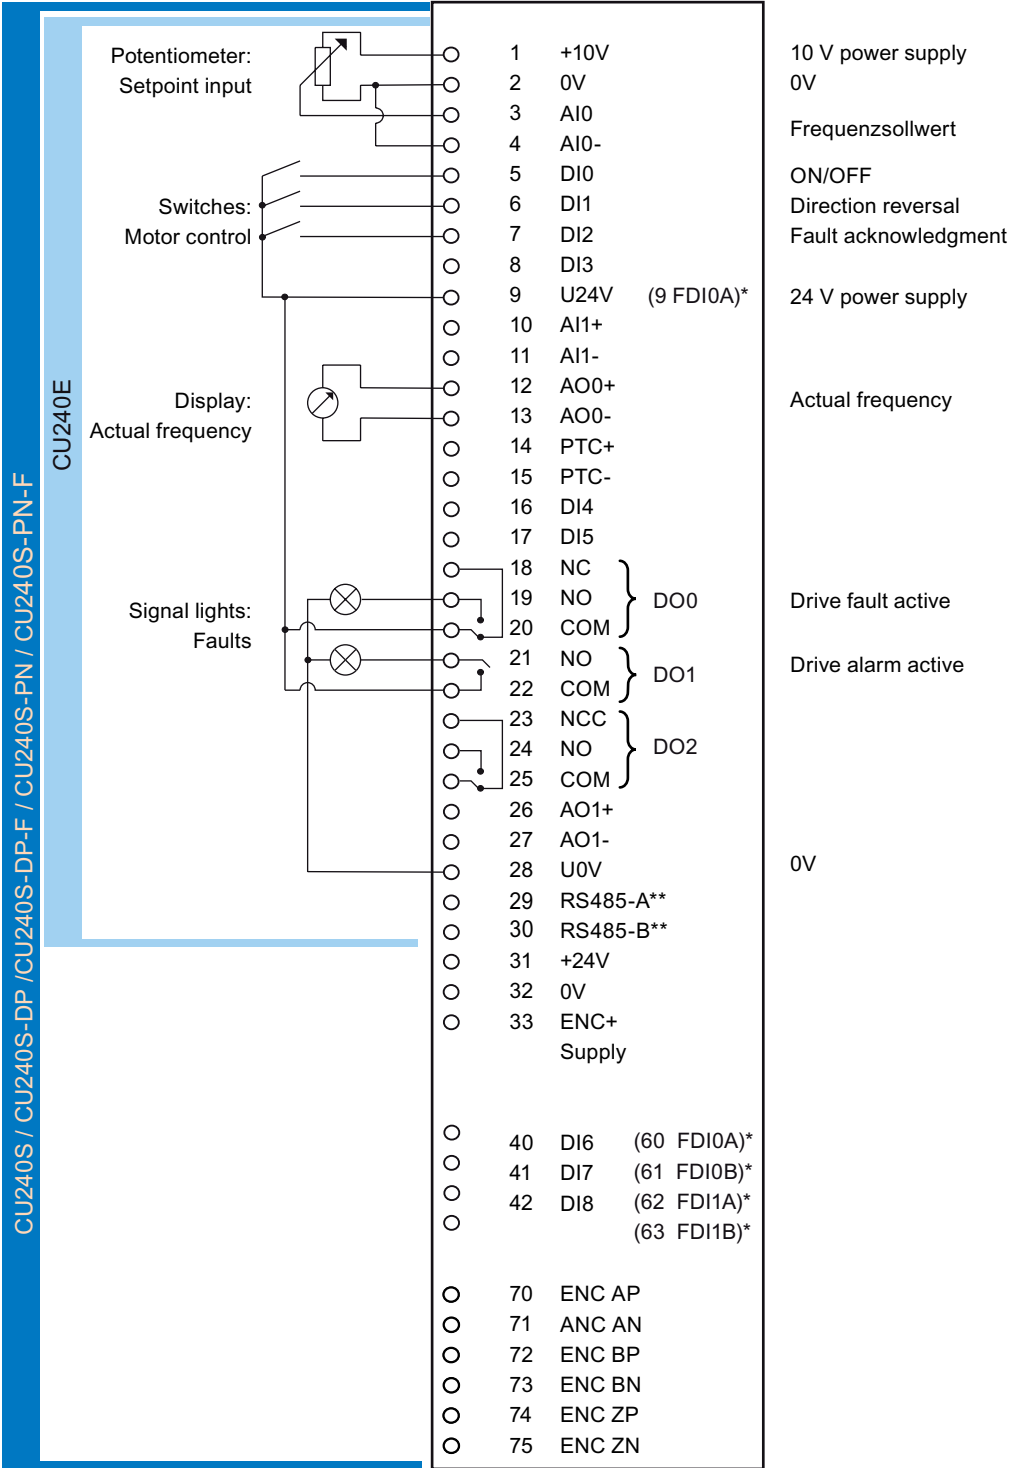 CU240S / CU240S-DP /CU240S-DP-F / CU240S-PN / CU240S-PN-F
CU240E
Potentiometer:
Setpoint input
Switches:
Motor control
Display:
Actual frequency
Signal lights:
Faults
1 +10V 10 V power supply
2 0V 0V
3 AI0
Frequenzsollwert
4 AI0-
5 DI0 ON/OFF
6 DI1 Direction reversal
7 DI2 Fault acknowledgment
8 DI3
9 U24V (9 FDI0A)* 24 V power supply
10 AI1+
11 AI1-
12 AO0+
Actual frequency
13 AO0-
14 PTC+
15 PTC-
16 DI4
17 DI5
18 NC
19 NO DO0 Drive fault active
20 COM
21 NO
DO1 Drive alarm active
22 COM
23 NCC
24 NO DO2
25 COM
26 AO1+
27 AO1-
28 U0V 0V
29 RS485-A**
30 RS485-B**
31 +24V
32 0V
33 ENC+
Supply
40 DI6 (60 FDI0A)*
41 DI7 (61 FDI0B)*
42 DI8 (62 FDI1A)*
(63 FDI1B)*
70 ENC AP
71 ANC AN
72 ENC BP
73 ENC BN
74 ENC ZP
75 ENC ZN